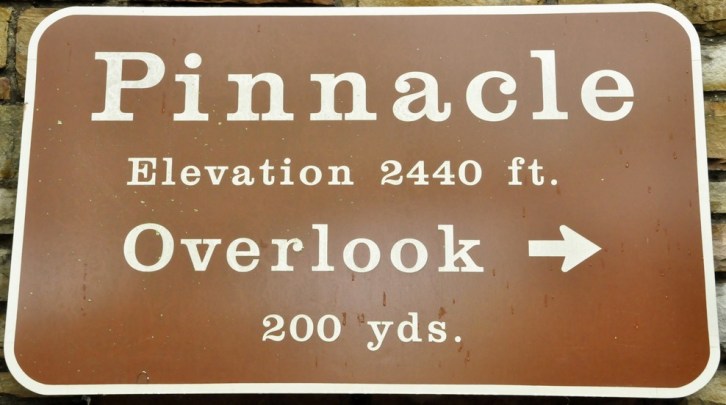 Pinnacle
Elevation 2440 ft.
Overlook →
200 yds.